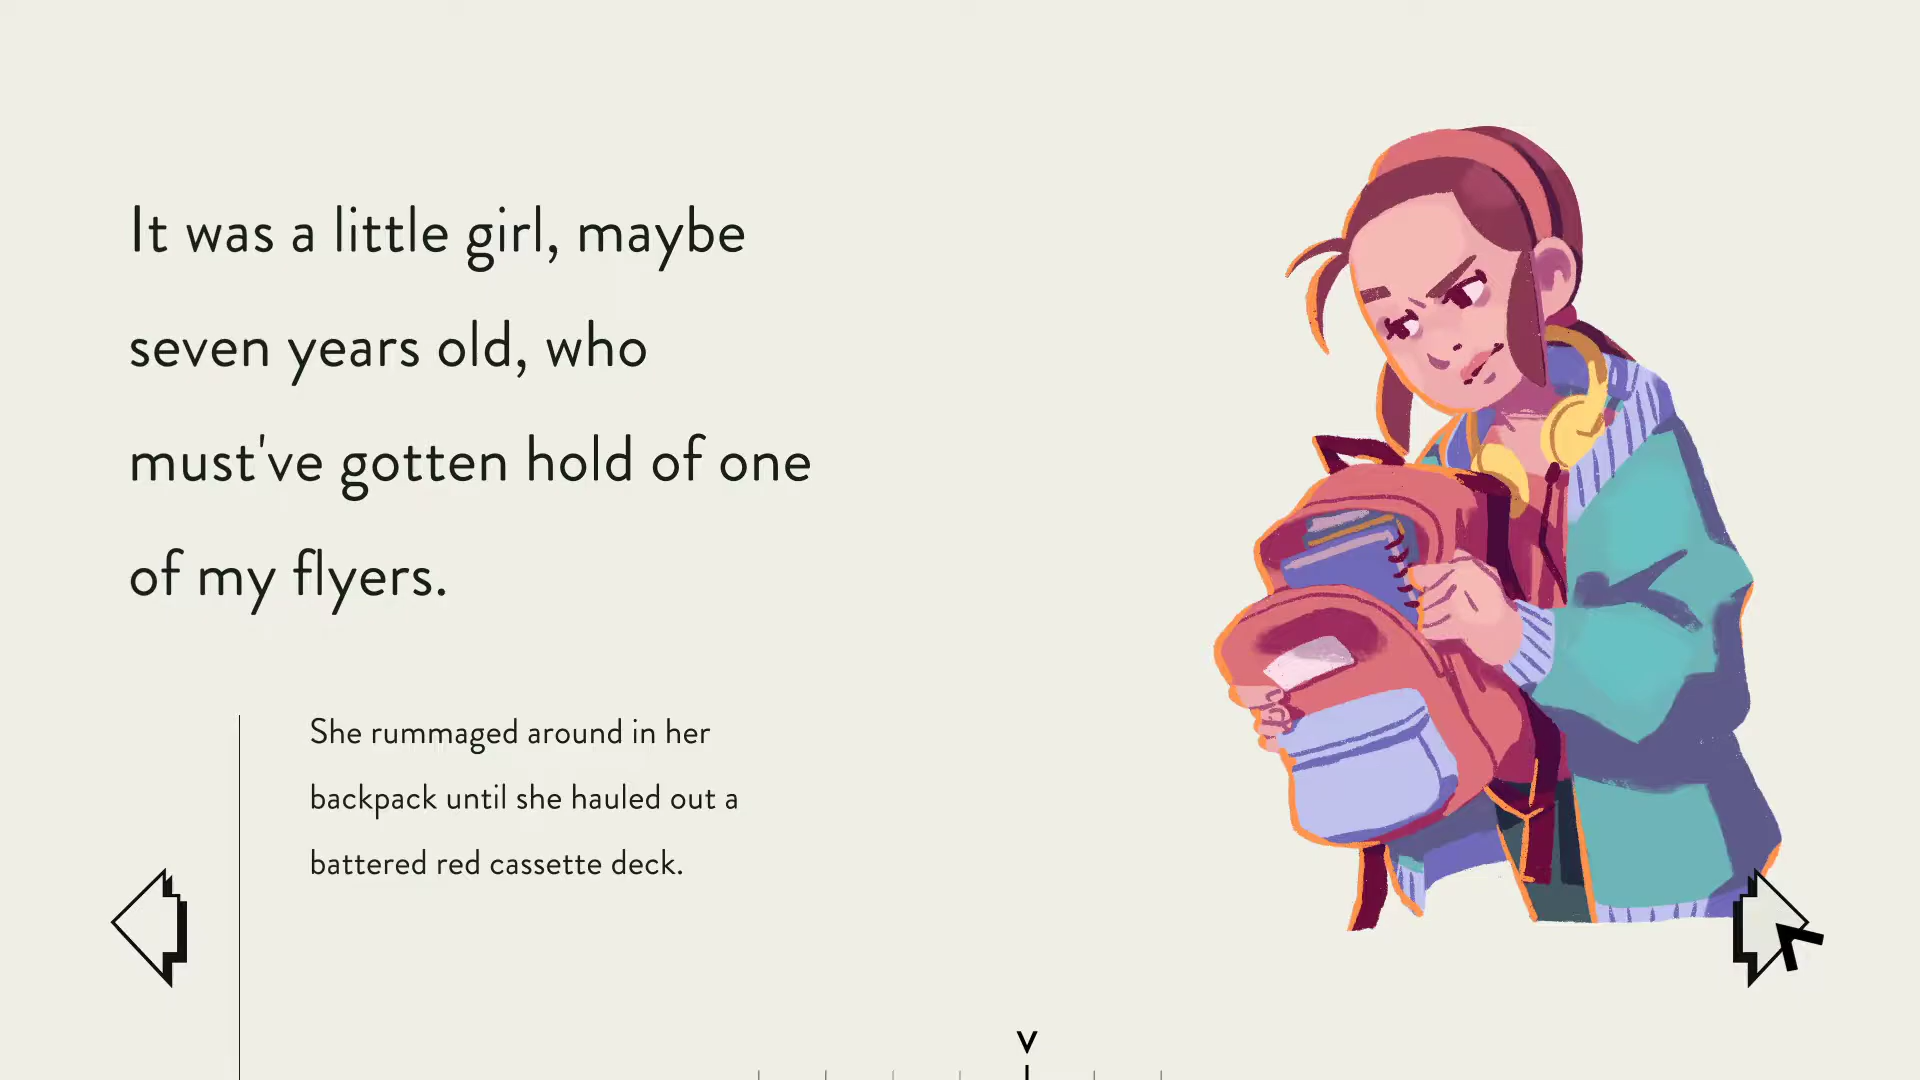 It was a little girl, maybe
seven years old, who
must've gotten hold of one
of my flyers.
She rummaged around in her
backpack until she hauled out a
battered red cassette deck.